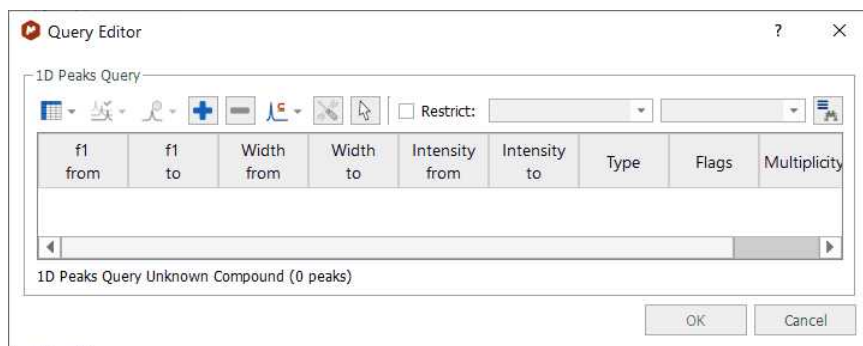 Query Editor
?
1D Peaks Query
Restrict:
f1 from
f1 to
Width from
Width to
Intensity from
Intensity to
Type
Flags
Multiplicity
1D Peaks Query Unknown Compound (0 peaks)
OK
Cancel